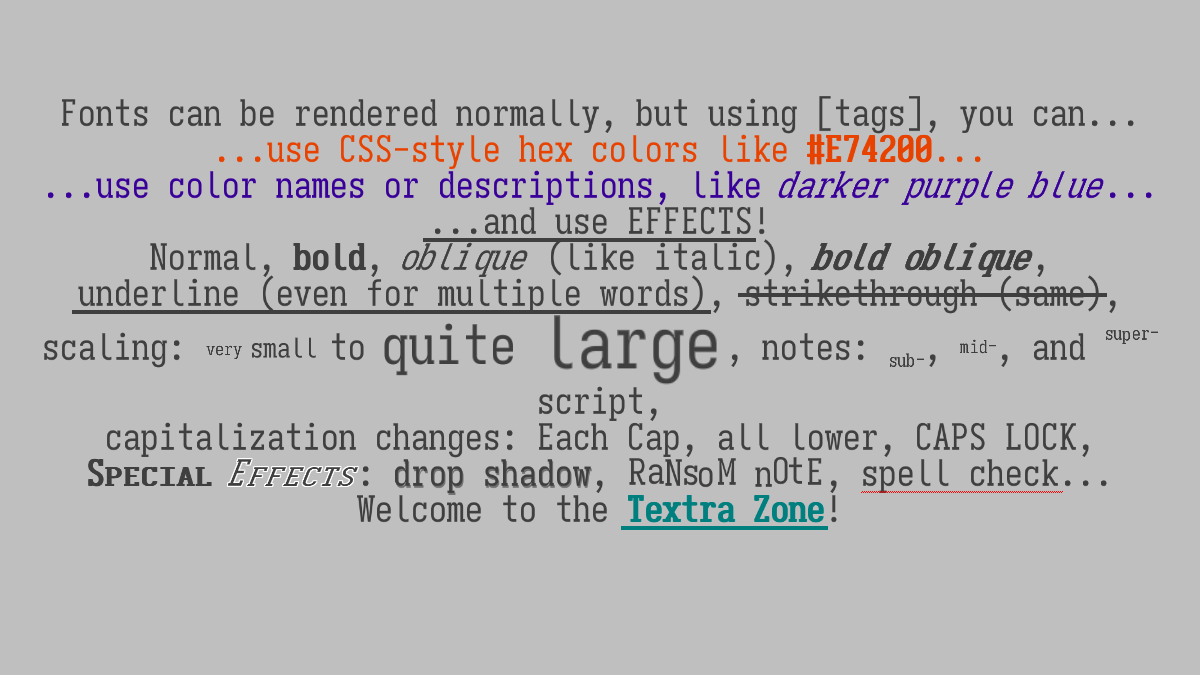 Fonts can be rendered normally, but using [tags], you can...
...use CSS-style hex colors like #E74200...
...use color names or descriptions, like darker purple blue...
...and use EFFECTS!
Normal, bold, oblique (like italic), bold oblique,
underline (even for multiple words), strikethrough (same),
scaling: very small to quite large, notes: sub-, mid-, and super-
script,
capitalization changes: Each Cap, all lower, CAPS LOCK,
Special Effects: drop shadow, RaNsoM nOtE, spell check...
Welcome to the Textra Zone!